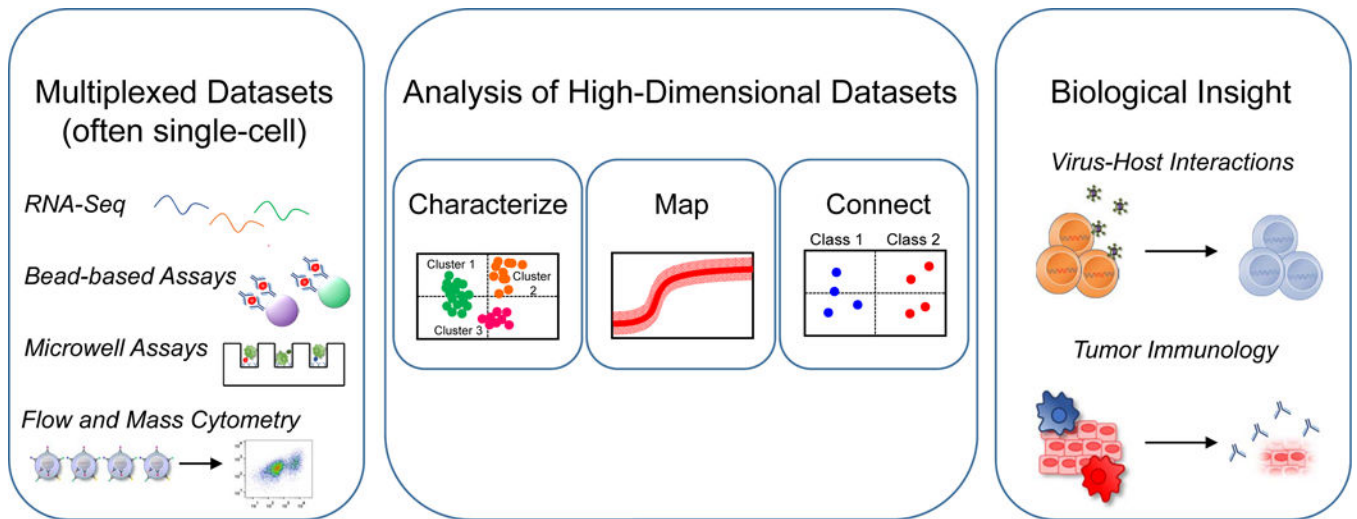 Multiplexed Datasets
(often single-cell)
RNA-Seq
Bead-based Assays
Microwell Assays
Flow and Mass Cytometry
Analysis of High-Dimensional Datasets
Characterize
Cluster 1
Cluster
2
Cluster 3
Map
Connect
Class 1
Class 2
Biological Insight
Virus-Host Interactions
Tumor Immunology